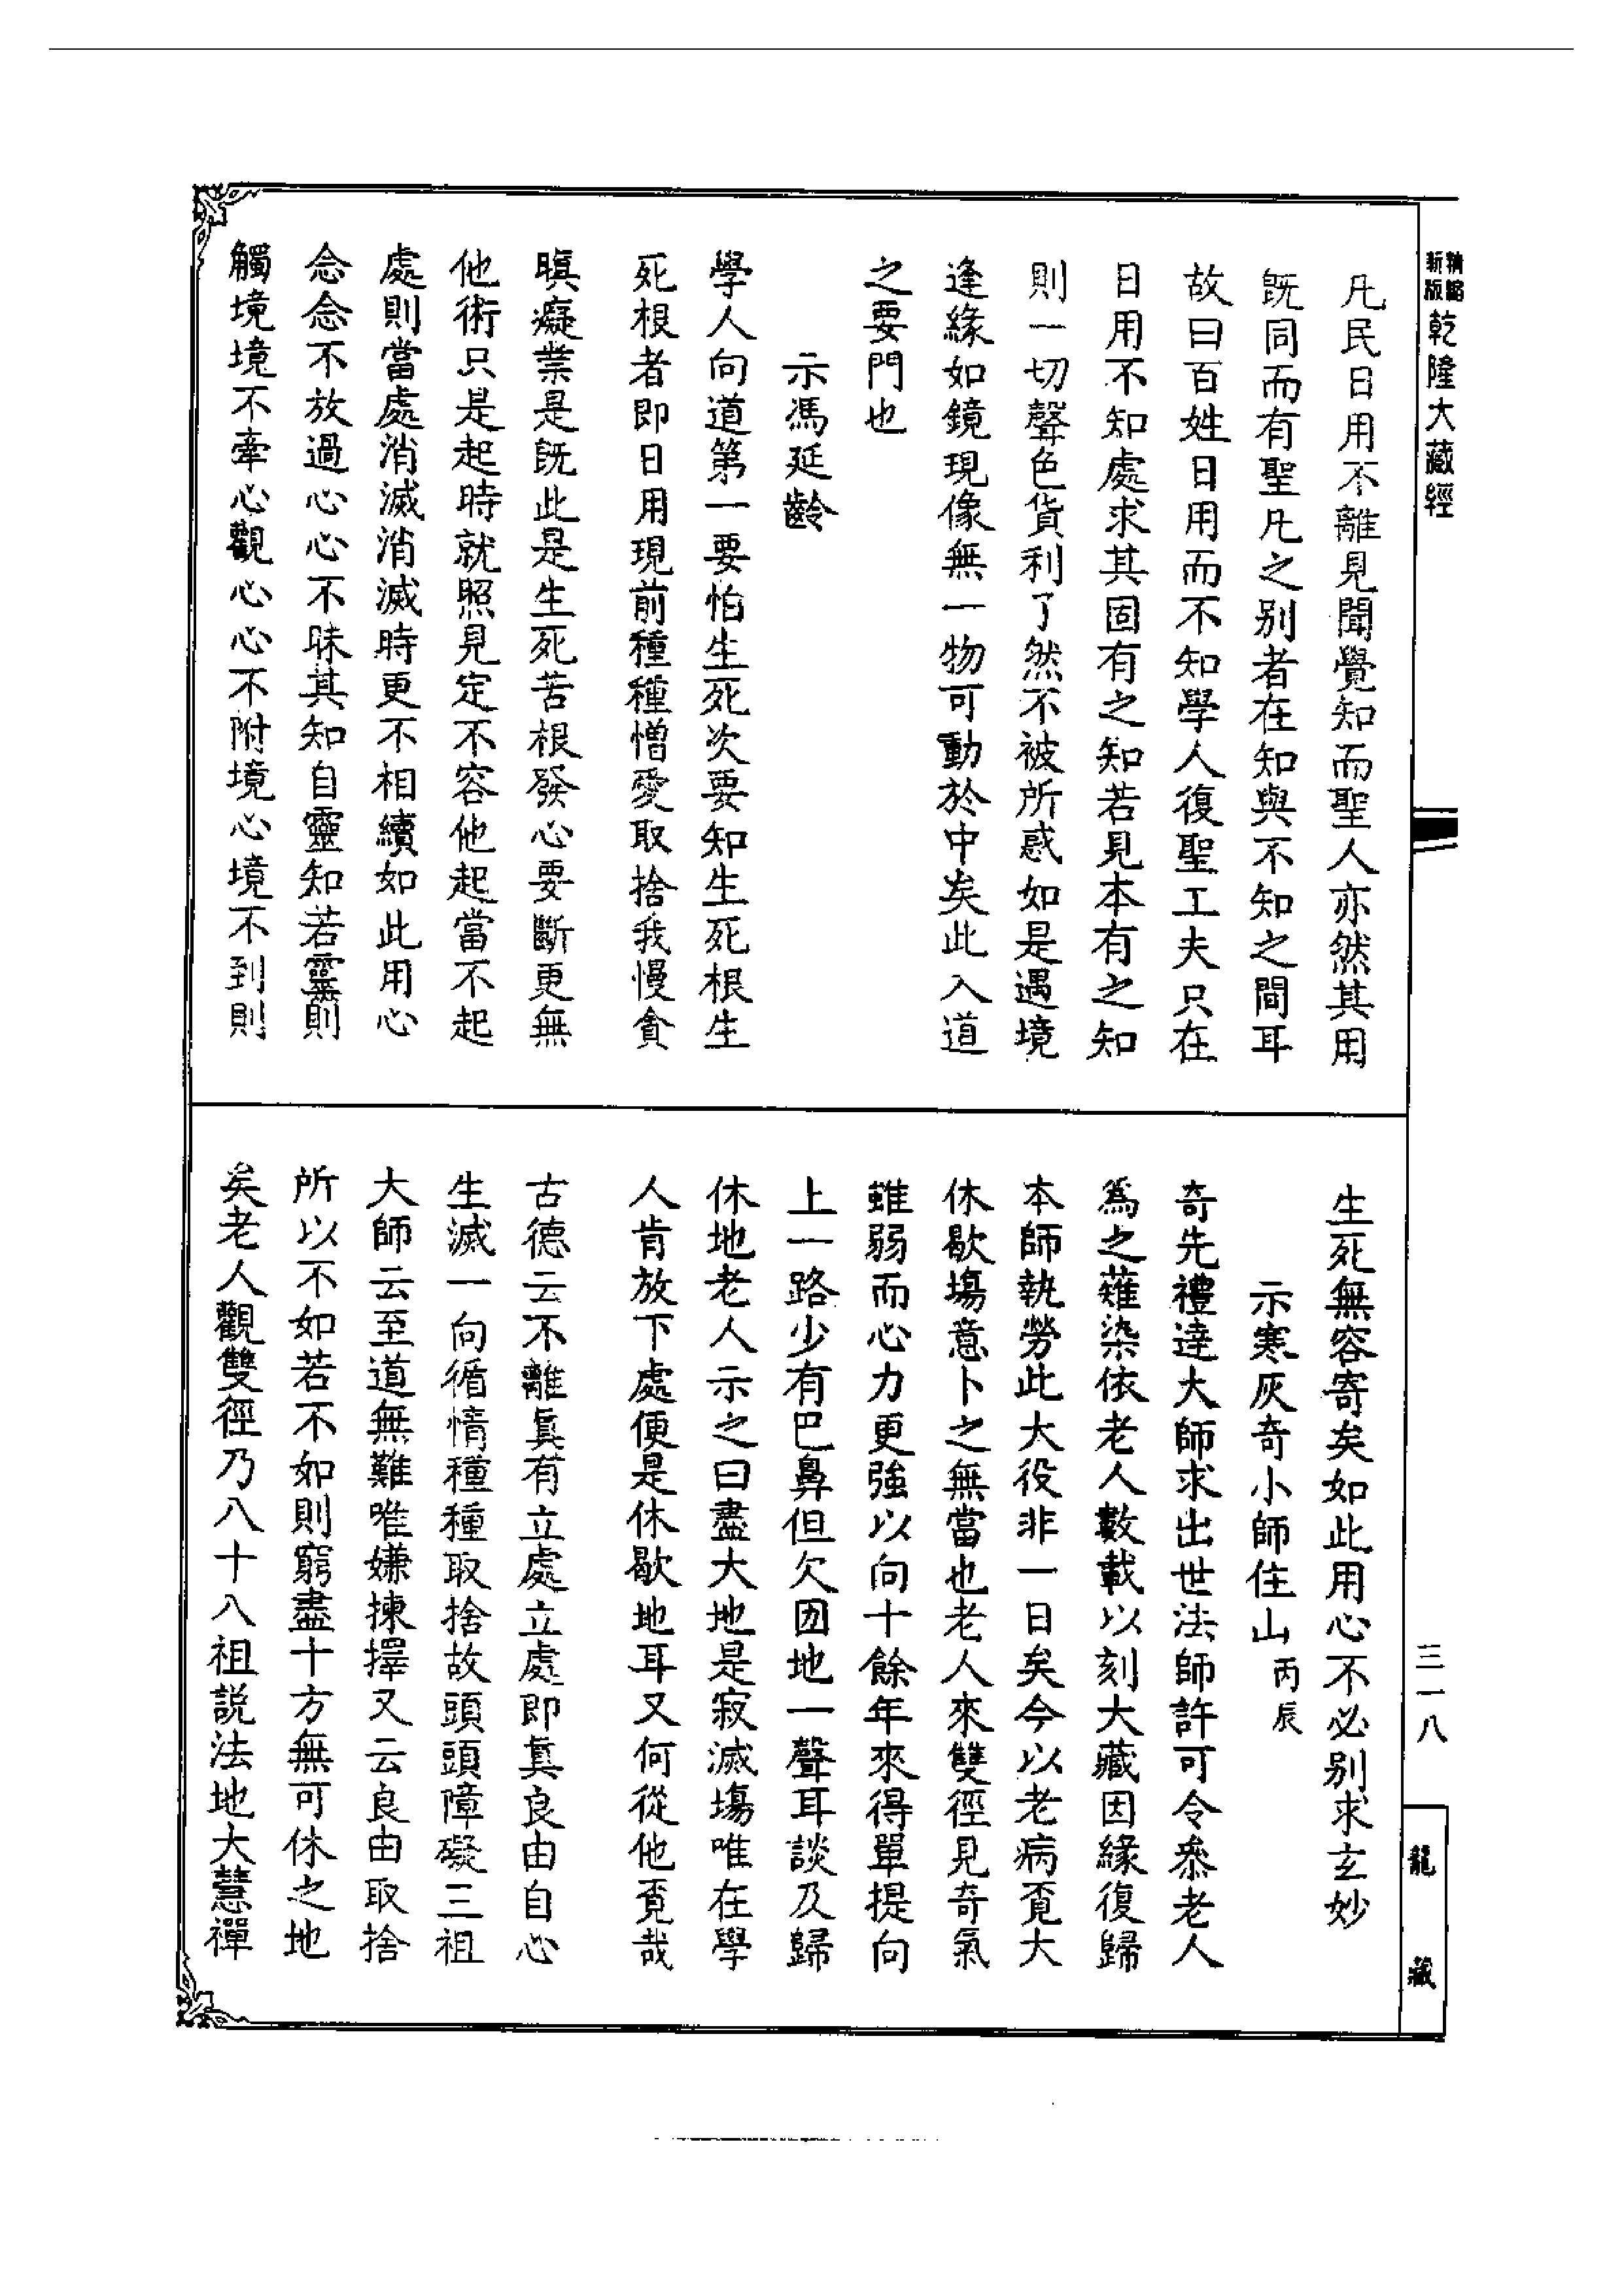 精縮新版乾隆大藏經
凡民日用不離見聞覺知而聖人亦然其用
既同而有聖凡之别者在知與不知之間耳
故曰百姓日用而不知學人復聖工夫只在
日用不知處求其固有之知若見本有之知
則一切聲色貨利了然不被所惑如是遇境
逢緣如鏡現像無一物可動於中矣此入道
之要門也
示馮延齡
學人向道第一要怕生死次要知生死根生
死根者即日用現前種種憎愛取捨我慢貪
瞋癡業是既此是生死苦根發心要斷更無
他術只是起時就照見定不容他起當不起
處則當處消滅消滅時更不相續如此用心
念念不放過心心不昧其知自靈知若靈則
觸境境不牽心觀心心不附境心境不到則
生死無容寄矣如此用心不必别求玄妙
示寒灰奇小師住山丙辰
奇先禮達大師求出世法師許可令叅老人
為之薙染依老人數載以刻大藏因緣復歸
本師執勞此大役非一日矣今以老病覓大
休歇塲意卜之無當也老人來雙徑見奇氣
雖弱而心力更強以向十餘年來得單提向
上一路少有巴鼻但欠囫地一聲耳談及歸
休地老人示之曰盡大地是寂滅塲唯在學
人肯放下處便是休歇地耳又何從他覓哉
古德云不離眞有立處立處即眞良由自心
生滅一向循情種種取捨故頭頭障礙三祖
大師云至道無難唯嫌揀擇又云良由取捨
所以不如若不如則窮盡十方無可休之地
矣老人觀雙徑乃八十八祖説法地大慧禪
三一八
龍藏